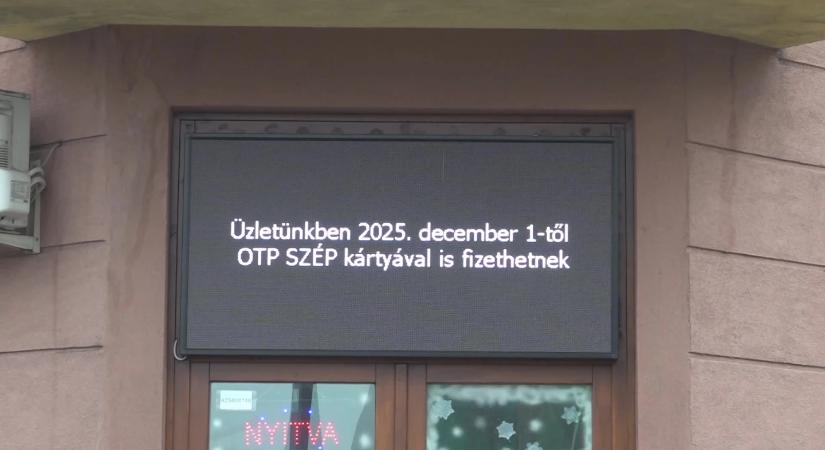 Üzletünkben 2025. december 1-től
OTP SZÉP kártyával is fizethetnek
NYITVA